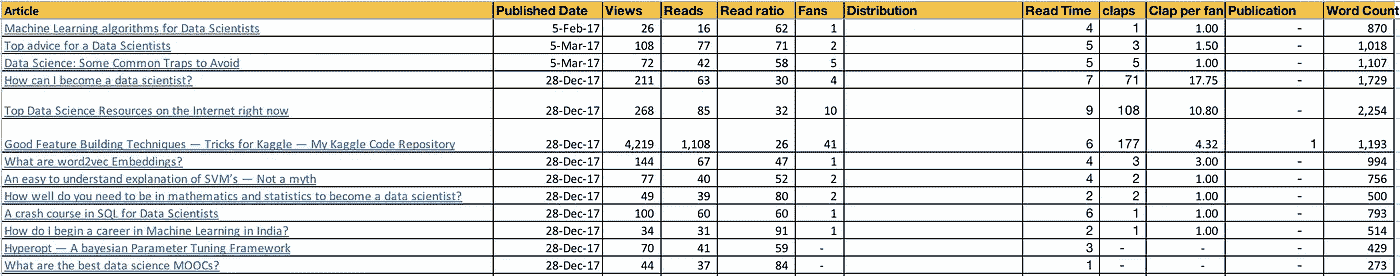 Article Published Date Views Reads Read ratio Fans Distribution Read Time claps Clap per fan Publication Word Count
Machine Learning algorithms for Data Scientists 5-Feb-17 26 16 62 1 4 1 1.00 - 870
Top advice for a Data Scientists 5-Mar-17 108 77 71 2 5 3 1.50 - 1,018
Data Science: Some Common Traps to Avoid 5-Mar-17 72 42 58 5 5 5 1.00 - 1,107
How can I become a data scientist? 28-Dec-17 211 63 30 4 7 71 17.75 - 1,729
Top Data Science Resources on the Internet right now 28-Dec-17 268 85 32 10 9 108 10.80 - 2,254
Good Feature Building Techniques — Tricks for Kaggle — My Kaggle Code Repository 28-Dec-17 4,219 1,108 26 41 6 177 4.32 1 1,193
What are word2vec Embeddings? 28-Dec-17 144 67 47 1 4 3 3.00 - 994
An easy to understand explanation of SVM's — Not a myth 28-Dec-17 77 40 52 2 4 2 1.00 - 756
How well do you need to be in mathematics and statistics to become a data scientist? 28-Dec-17 49 39 80 2 2 2 1.00 - 500
A crash course in SQL for Data Scientists 28-Dec-17 100 60 60 1 6 1 1.00 - 793
How do I begin a career in Machine Learning in India? 28-Dec-17 34 31 91 1 2 1 1.00 - 514
Hyperopt — A bayesian Parameter Tuning Framework 28-Dec-17 70 41 59 - 3 - - - 429
What are the best data science MOOCs? 28-Dec-17 44 37 84 - 1 - - - 273